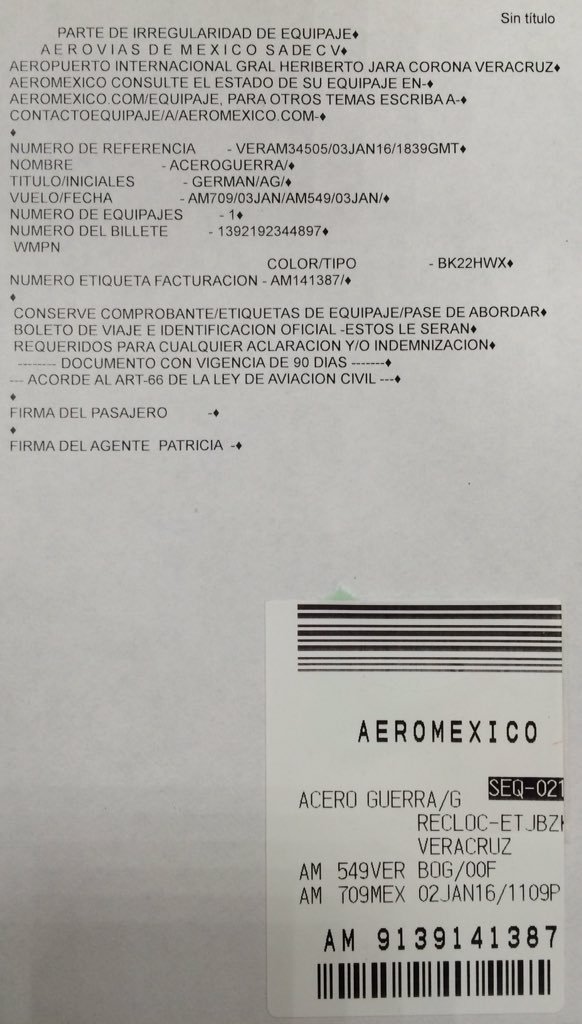 Sin título
PARTE DE IRREGULARIDAD DE EQUIPAJE♦
A E R O V I A S D E M E X I C O S A D E C V♦
AEROPUERTO INTERNACIONAL GRAL HERIBERTO JARA CORONA VERACRUZ♦
AEROMEXICO CONSULTE EL ESTADO DE SU EQUIPAJE EN-♦
AEROMEXICO.COM/EQUIPAJE, PARA OTROS TEMAS ESCRIBA A-♦
CONTACTOEQUIPAJE/A/AEROMEXICO.COM-♦
♦
NUMERO DE REFERENCIA - VERAM34505/03JAN16/1839GMT♦
NOMBRE - ACEROGUERRA/♦
TITULO/INICIALES - GERMAN/AG/♦
VUELO/FECHA - AM709/03JAN/AM549/03JAN/♦
NUMERO DE EQUIPAJES - 1♦
NUMERO DEL BILLETE - 1392192344897♦
WMPN
COLOR/TIPO - BK22HWX♦
NUMERO ETIQUETA FACTURACION - AM141387/♦
♦
CONSERVE COMPROBANTE/ETIQUETAS DE EQUIPAJE/PASE DE ABORDAR♦
BOLETO DE VIAJE E IDENTIFICACION OFICIAL -ESTOS LE SERAN♦
REQUERIDOS PARA CUALQUIER ACLARACION Y/O INDEMNIZACION♦
-------- DOCUMENTO CON VIGENCIA DE 90 DIAS -------♦
--- ACORDE AL ART-66 DE LA LEY DE AVIACION CIVIL ---♦
♦
FIRMA DEL PASAJERO -♦
♦
FIRMA DEL AGENTE PATRICIA -♦
AEROMEXICO
SEQ-021
ACERO GUERRA/G
RECLOC-ETJBZK
VERACRUZ
AM 549VER BOG/00F
AM 709MEX 02JAN16/1109P
AM 9139141387